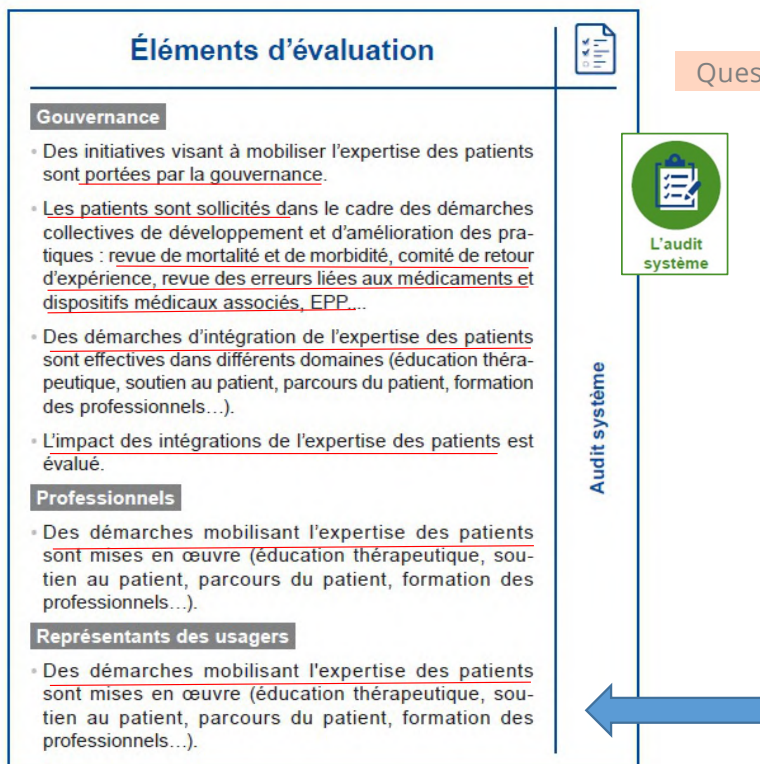 Éléments d'évaluation
Ques
Gouvernance
• Des initiatives visant à mobiliser l'expertise des patients
sont portées par la gouvernance.
• Les patients sont sollicités dans le cadre des démarches
collectives de développement et d'amélioration des pra-
tiques : revue de mortalité et de morbidité, comité de retour
d'expérience, revue des erreurs liées aux médicaments et
dispositifs médicaux associés, EPP....
• Des démarches d'intégration de l'expertise des patients
sont effectives dans différents domaines (éducation théra-
peutique, soutien au patient, parcours du patient, formation
des professionnels…).
• L'impact des intégrations de l'expertise des patients est
évalué.
Professionnels
• Des démarches mobilisant l'expertise des patients
sont mises en œuvre (éducation thérapeutique, sou-
tien au patient, parcours du patient, formation des
professionnels…).
Représentants des usagers
• Des démarches mobilisant l'expertise des patients
sont mises en œuvre (éducation thérapeutique, sou-
tien au patient, parcours du patient, formation des
professionnels…).
Audit système
L'audit
système